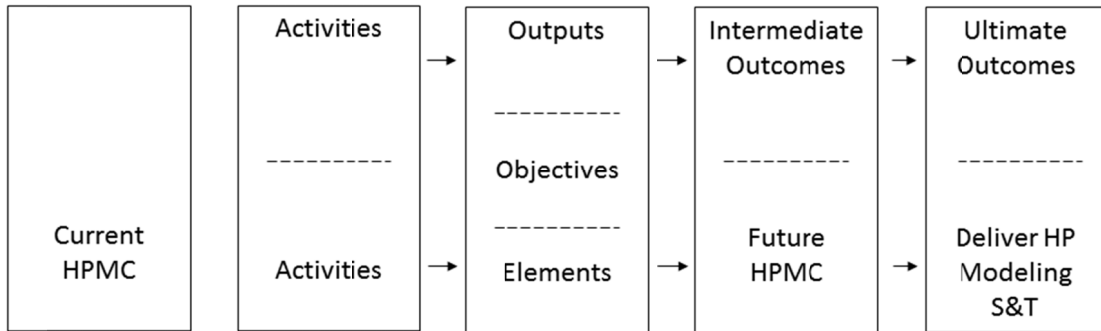 Current
HPMC
Activities
Activities
Outputs
Objectives
Elements
Intermediate
Outcomes
Future
HPMC
Ultimate
Outcomes
Deliver HP
Modeling
S&T